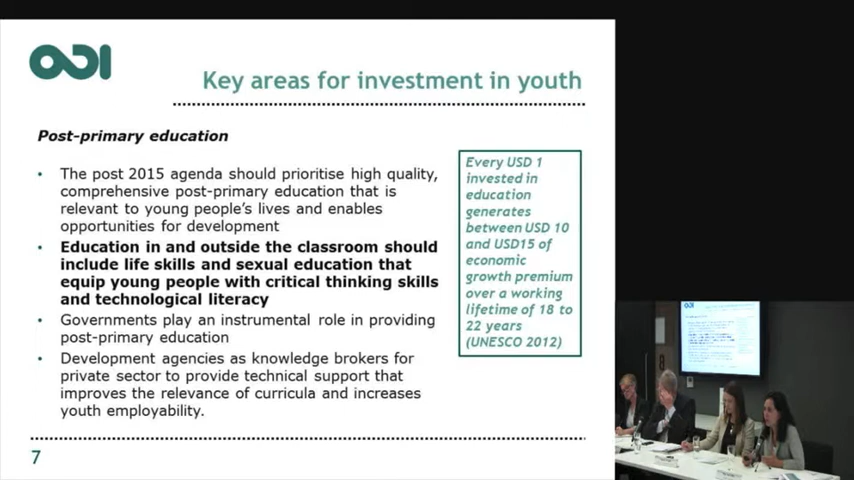 ODI
Key areas for investment in youth
Post-primary education
• The post 2015 agenda should prioritise high quality,
comprehensive post-primary education that is
relevant to young people's lives and enables
opportunities for development
• Education in and outside the classroom should
include life skills and sexual education that
equip young people with critical thinking skills
and technological literacy
• Governments play an instrumental role in providing
post-primary education
• Development agencies as knowledge brokers for
private sector to provide technical support that
improves the relevance of curricula and increases
youth employability.
Every USD 1
invested in
education
generates
between USD 10
and USD15 of
economic
growth premium
over a working
lifetime of 18 to
22 years
(UNESCO 2012)
7